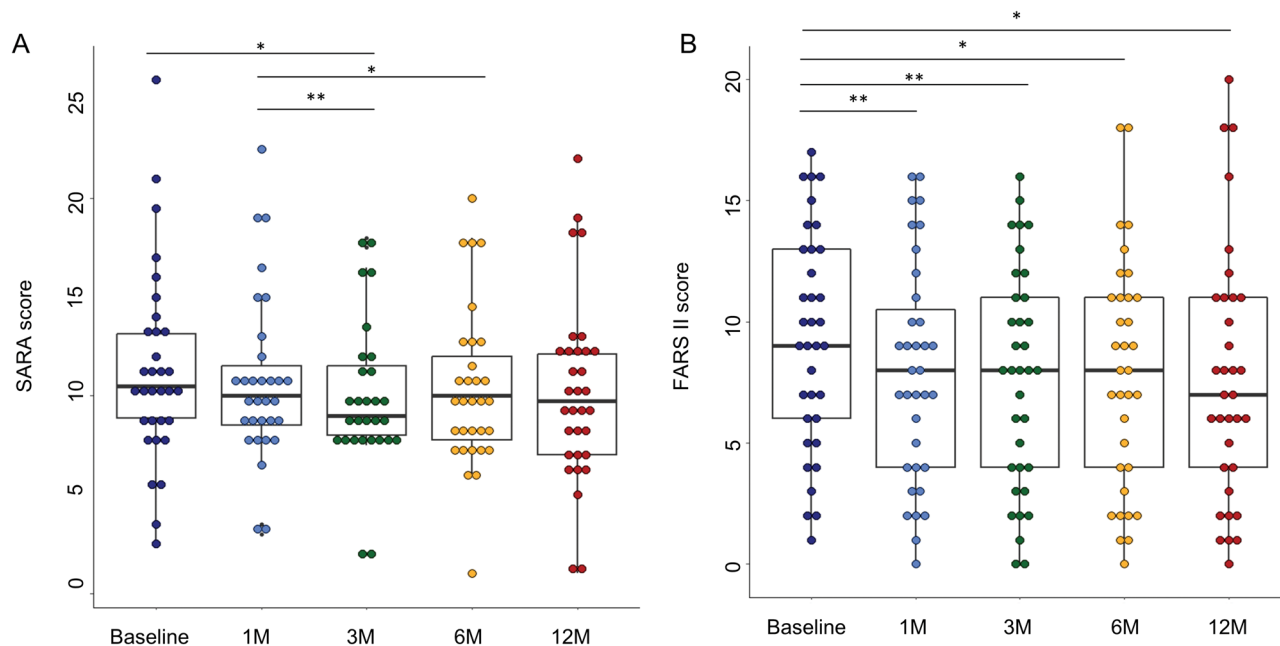 A
*
*
**
25
20
15
10
5
0
SARA score
Baseline
1M
3M
6M
12M
B
*
*
**
**
20
15
10
5
0
FARS II score
Baseline
1M
3M
6M
12M